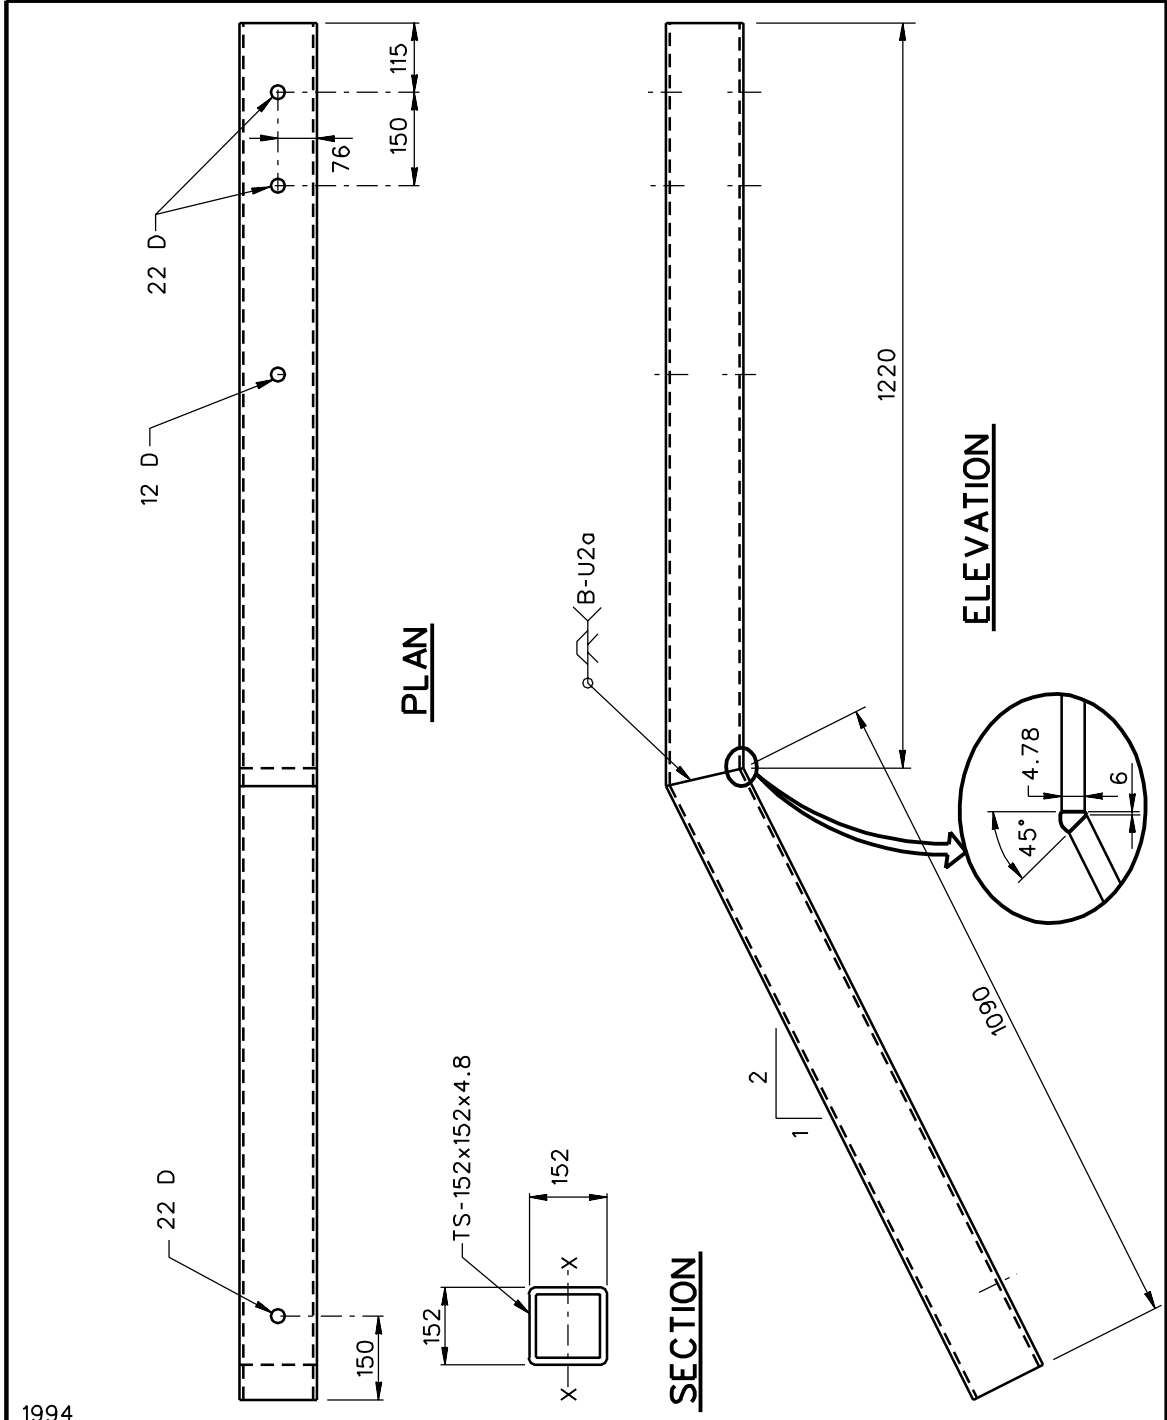 115
150
76
22 D
12 D
PLAN
22 D
150
1220
B-U2a
ELEVATION
4.78
6
45°
1090
2
1
TS-152x152x4.8
152
152
X
X
SECTION
1994